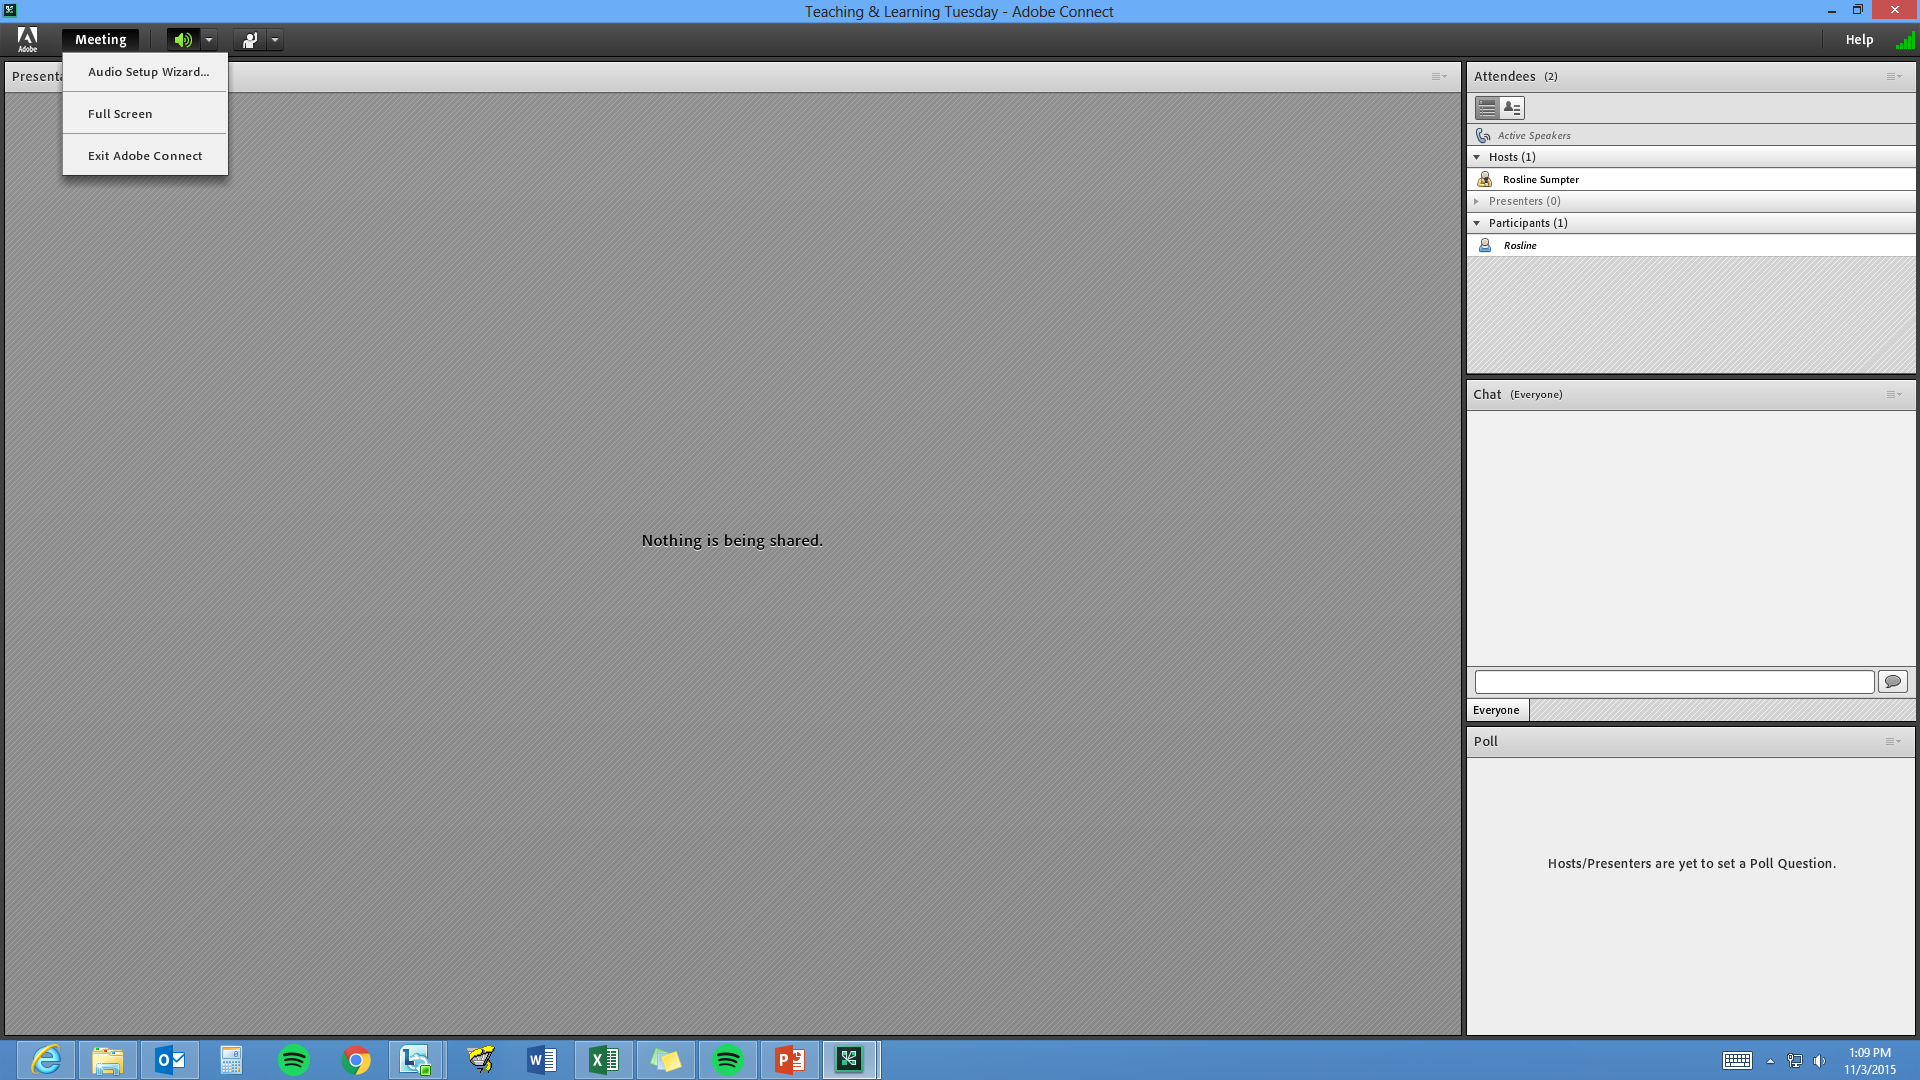 Teaching & Learning Tuesday - Adobe Connect
Adobe
Meeting
Help
Audio Setup Wizard...
Full Screen
Exit Adobe Connect
Presenta
Nothing is being shared.
Attendees (2)
Active Speakers
Hosts (1)
Rosline Sumpter
Presenters (0)
Participants (1)
Rosline
Chat (Everyone)
Everyone
Poll
Hosts/Presenters are yet to set a Poll Question.
1:09 PM
11/3/2015